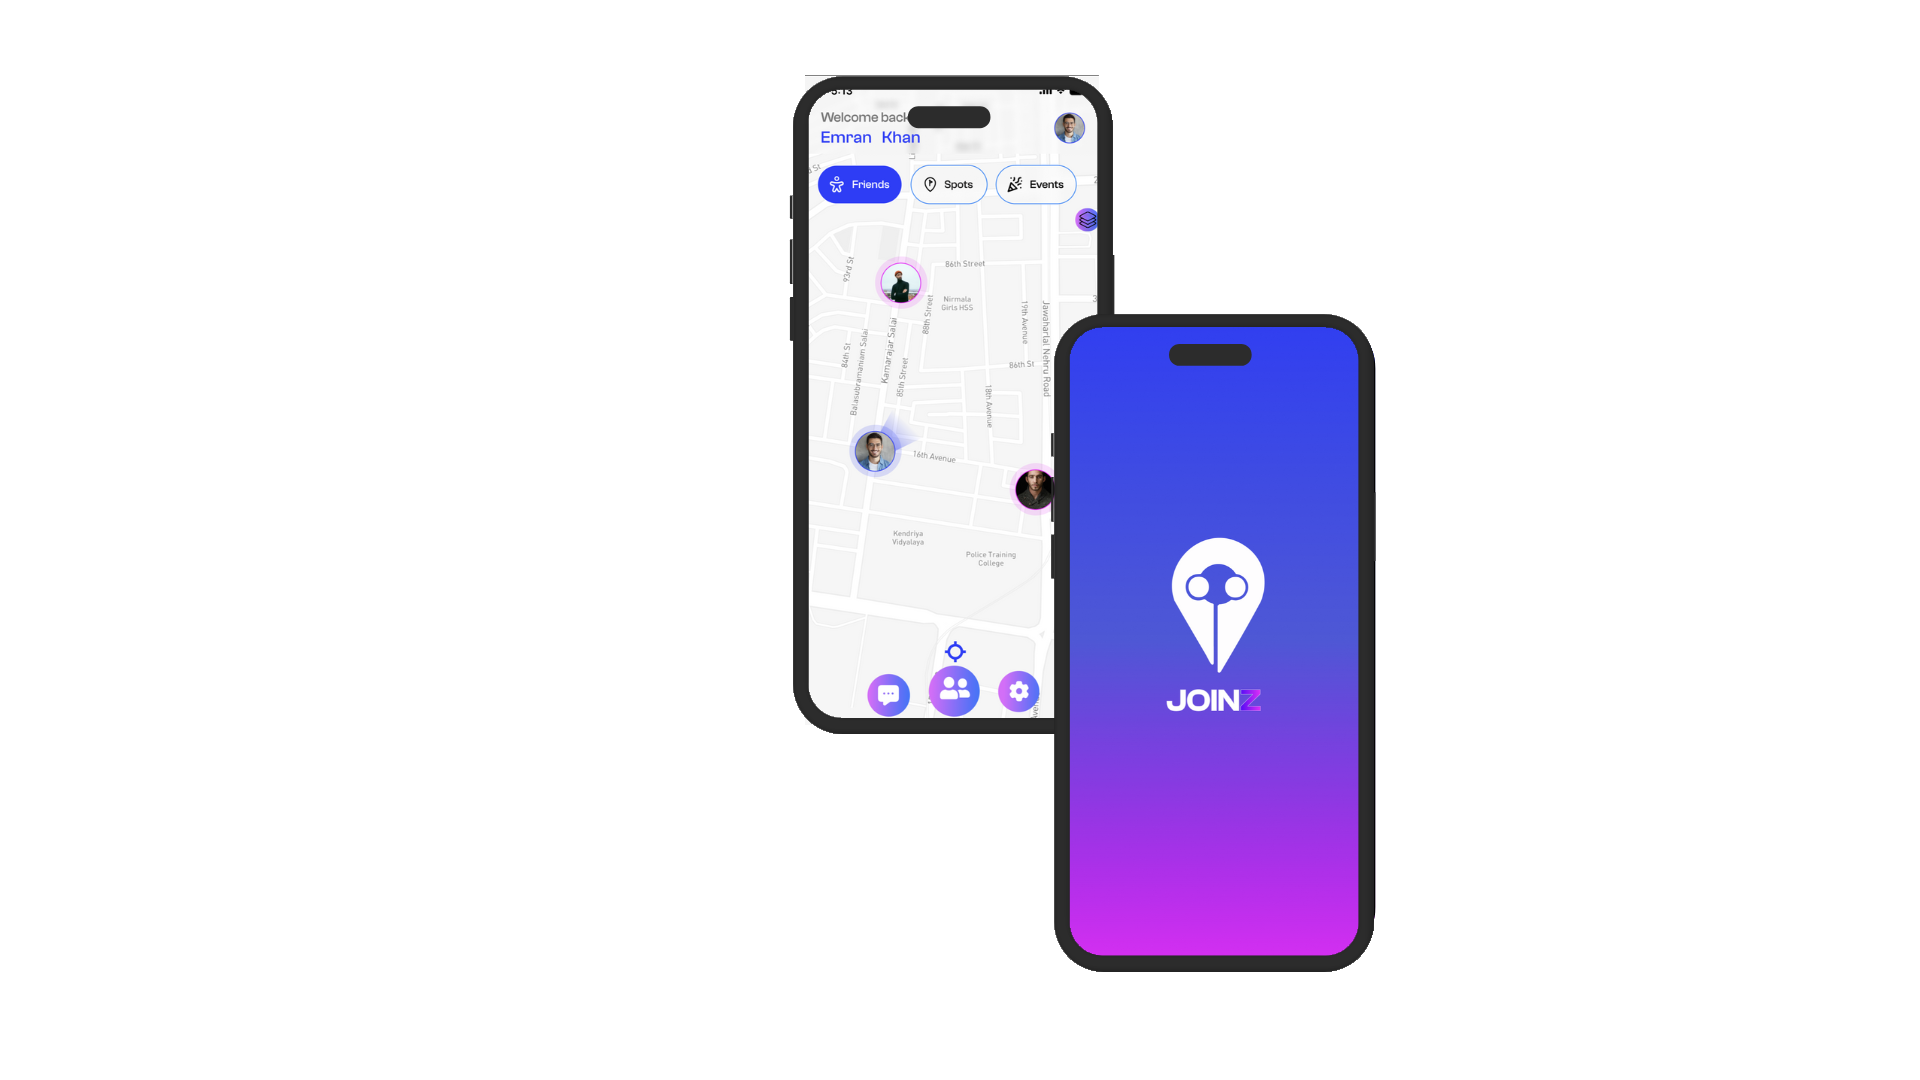 5:13
Welcome back
Emran Khan
Friends
Spots
Events
93rd St
86th Street
Nirmala
Girls HSS
88th Street
19th Avenue
Jawaharlal Nehru Road
Kamarajar Salai
84th St
Balasubramaniam Salai
85th Street
86th St
18th Avenue
16th Avenue
Kendriya
Vidyalaya
Police Training
College
JOINZ